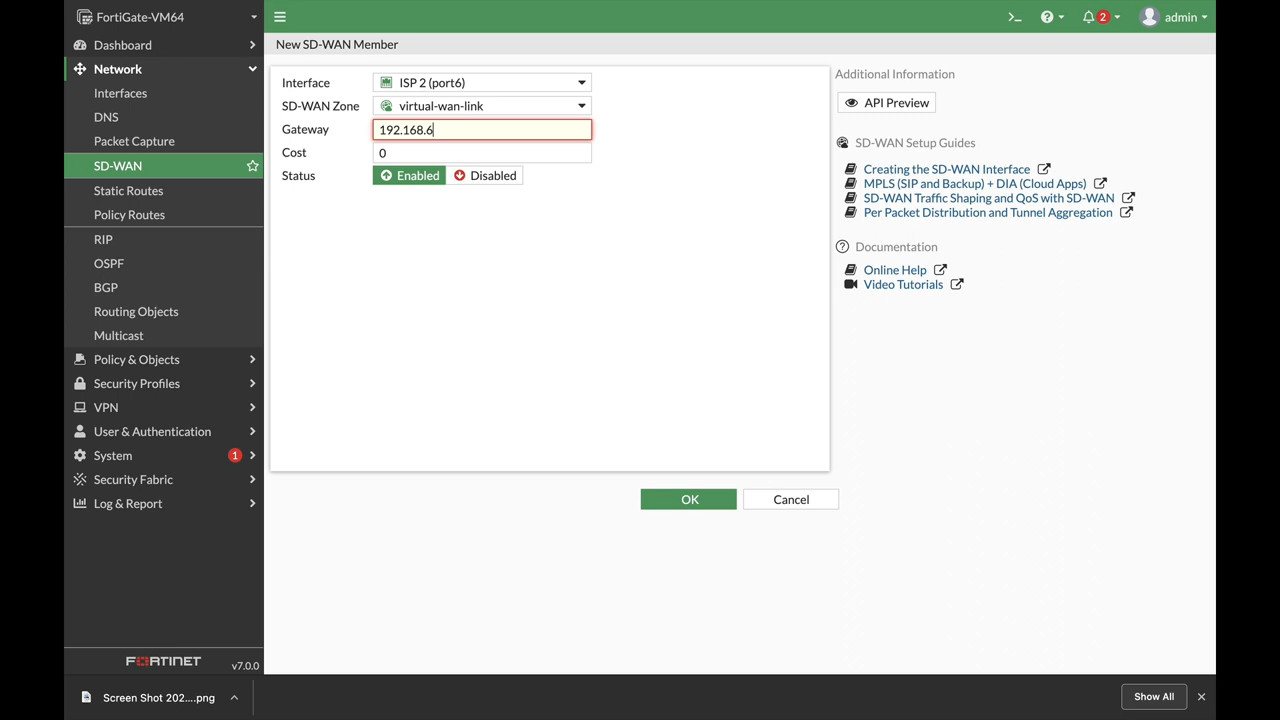 FortiGate-VM64
Dashboard
Network
Interfaces
DNS
Packet Capture
SD-WAN
Static Routes
Policy Routes
RIP
OSPF
BGP
Routing Objects
Multicast
Policy & Objects
Security Profiles
VPN
User & Authentication
System 1
Security Fabric
Log & Report
FORTINET v7.0.0
>_ ? 2 admin
New SD-WAN Member
Interface ISP 2 (port6)
SD-WAN Zone virtual-wan-link
Gateway 192.168.6
Cost 0
Status Enabled Disabled
OK Cancel
Additional Information
API Preview
SD-WAN Setup Guides
Creating the SD-WAN Interface
MPLS (SIP and Backup) + DIA (Cloud Apps)
SD-WAN Traffic Shaping and QoS with SD-WAN
Per Packet Distribution and Tunnel Aggregation
? Documentation
Online Help
Video Tutorials
Screen Shot 202....png
Show All